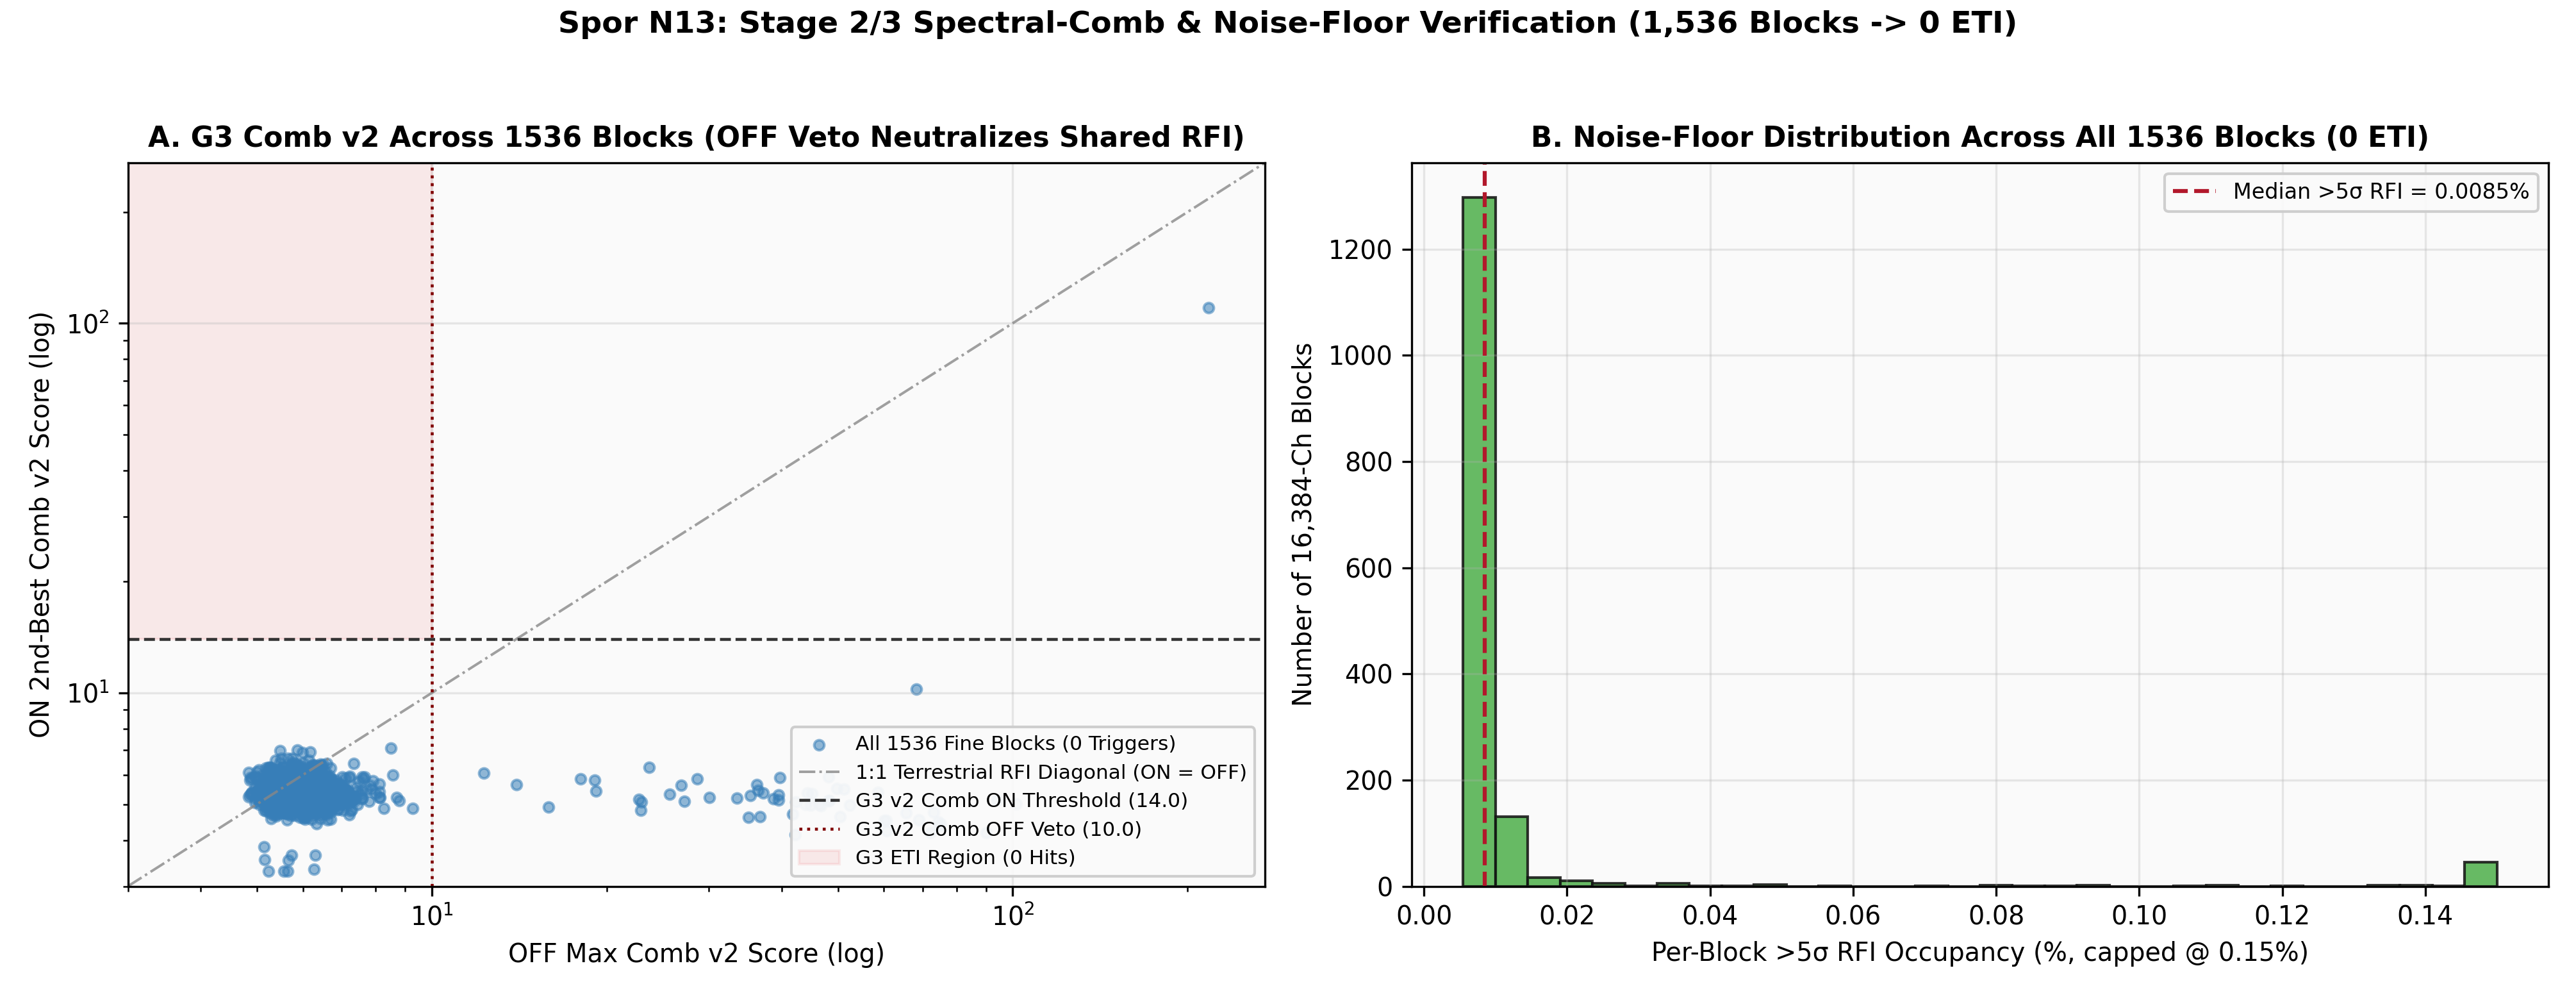 Spor N13: Stage 2/3 Spectral-Comb & Noise-Floor Verification (1,536 Blocks -> 0 ETI)
A. G3 Comb v2 Across 1536 Blocks (OFF Veto Neutralizes Shared RFI)
ON 2nd-Best Comb v2 Score (log)
10²
10¹
All 1536 Fine Blocks (0 Triggers)
1:1 Terrestrial RFI Diagonal (ON = OFF)
G3 v2 Comb ON Threshold (14.0)
G3 v2 Comb OFF Veto (10.0)
G3 ETI Region (0 Hits)
10¹ 10²
OFF Max Comb v2 Score (log)
B. Noise-Floor Distribution Across All 1536 Blocks (0 ETI)
Number of 16,384-Ch Blocks
Median >5σ RFI = 0.0085%
1200
1000
800
600
400
200
0
0.00 0.02 0.04 0.06 0.08 0.10 0.12 0.14
Per-Block >5σ RFI Occupancy (%, capped @ 0.15%)